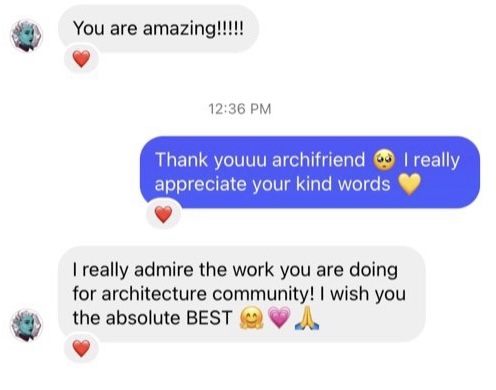 You are amazing!!!!!
12:36 PM
Thank youuu archifriend 🥺 I really
appreciate your kind words 💛
I really admire the work you are doing
for architecture community! I wish you
the absolute BEST 🤗💗🙏